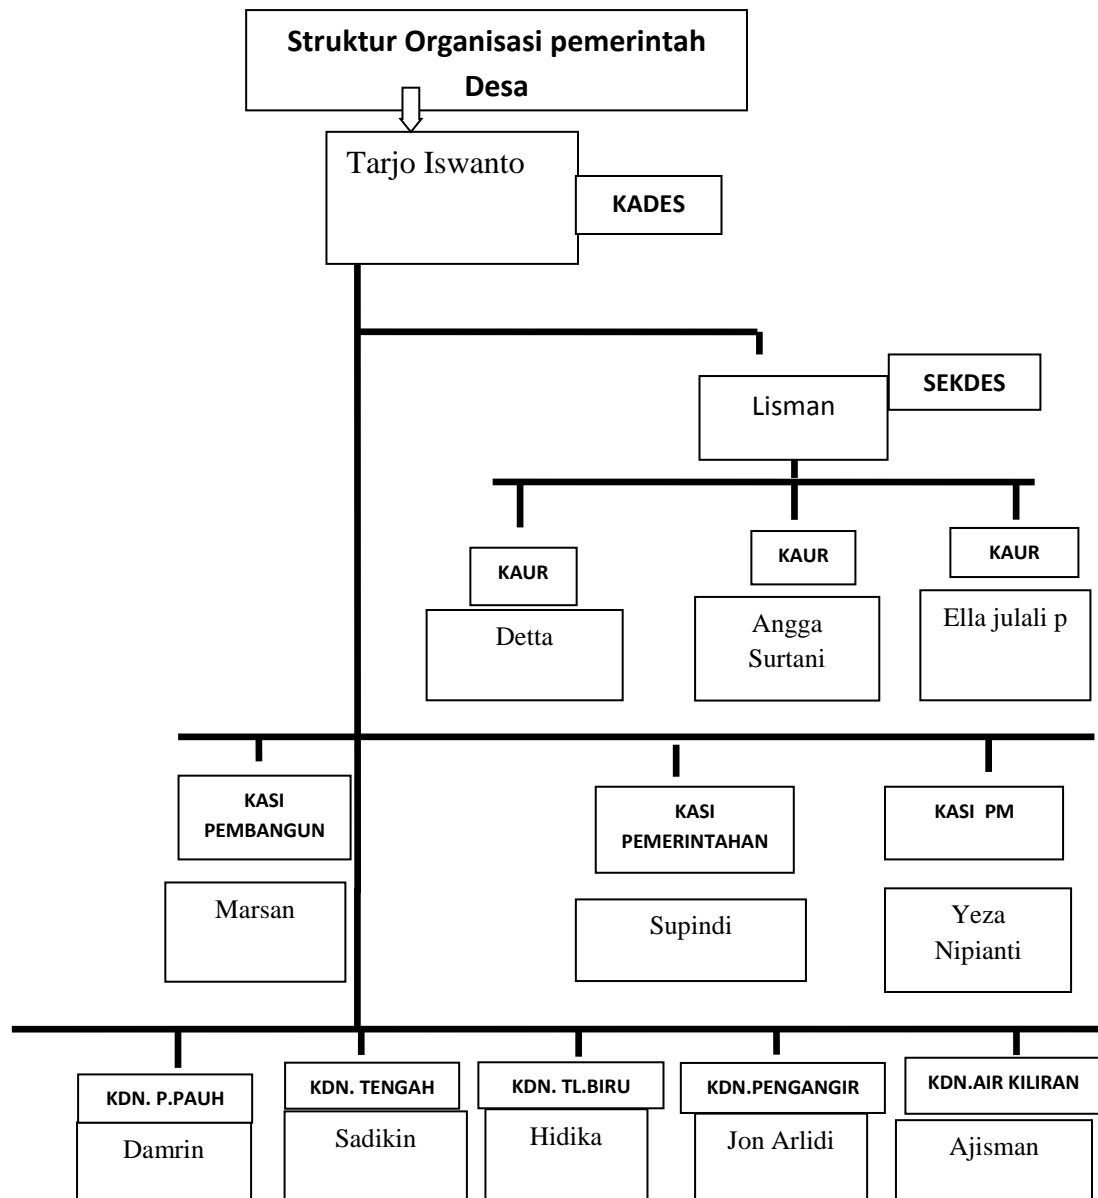 Struktur Organisasi pemerintah
Desa
Tarjo Iswanto
KADES
SEKDES
Lisman
KAUR
KAUR
KAUR
Detta
Angga
Surtani
Ella julali p
KASI
PEMBANGUN
KASI
PEMERINTAHAN
KASI  PM
Marsan
Supindi
Yeza
Nipianti
KDN. P.PAUH
KDN. TENGAH
KDN. TL.BIRU
KDN.PENGANGIR
KDN.AIR KILIRAN
Damrin
Sadikin
Hidika
Jon Arlidi
Ajisman